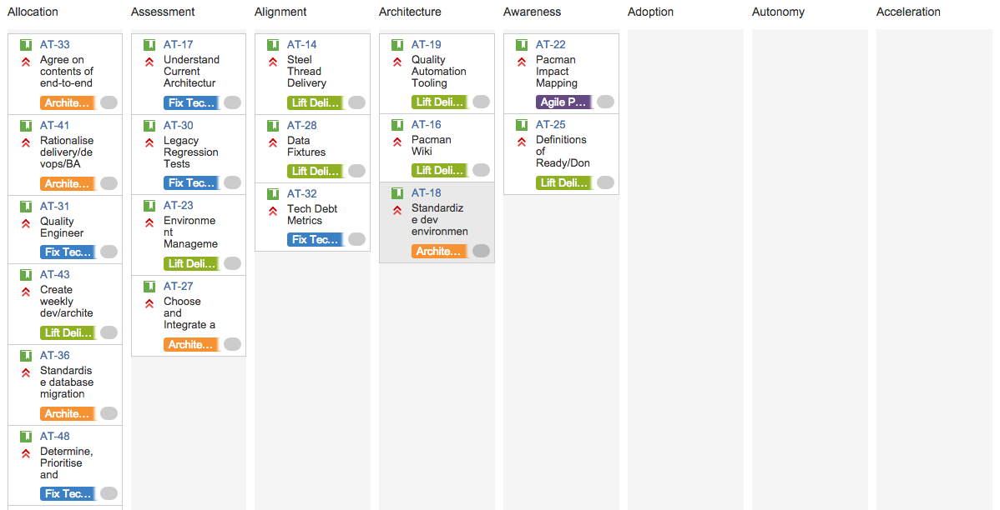 Allocation
Assessment
Alignment
Architecture
Awareness
Adoption
Autonomy
Acceleration
AT-33
Agree on
contents of
end-to-end
Archite...
AT-41
Rationalise
delivery/de
vops/BA
Archite...
AT-31
Quality
Engineer
Fix Tec...
AT-43
Create
weekly
dev/archite
Lift Deli...
AT-36
Standardis
e database
migration
Archite...
AT-48
Determine,
Prioritise
and
Fix Tec...
AT-17
Understand
Current
Architectur
Fix Tec...
AT-30
Legacy
Regression
Tests
Fix Tec...
AT-23
Environme
nt
Manageme
Lift Deli...
AT-27
Choose
and
Integrate a
Archite...
AT-14
Steel
Thread
Delivery
Lift Deli...
AT-28
Data
Fixtures
Lift Deli...
AT-32
Tech Debt
Metrics
Fix Tec...
AT-19
Quality
Automation
Tooling
Lift Deli...
AT-16
Pacman
Wiki
Lift Deli...
AT-18
Standardiz
e dev
environmen
Archite...
AT-22
Pacman
Impact
Mapping
Agile P...
AT-25
Definitions
of
Ready/Don
Lift Deli...